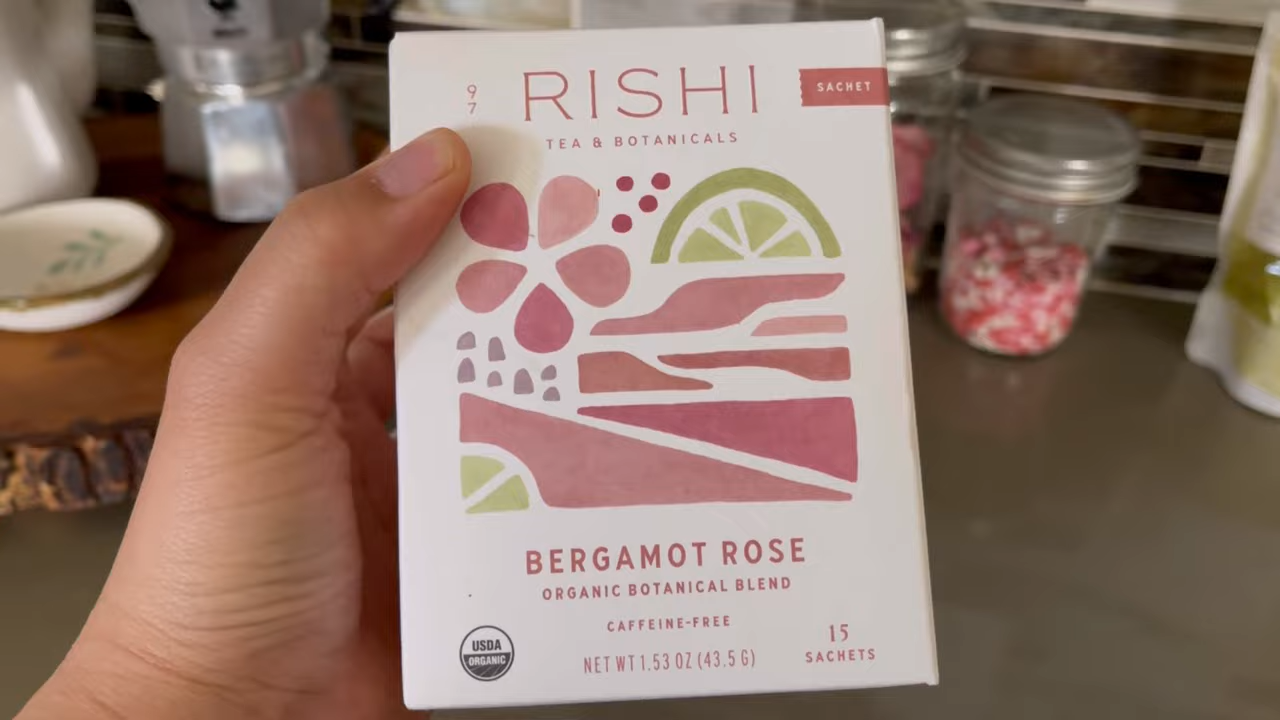 97
RISHI
SACHET
TEA & BOTANICALS
BERGAMOT ROSE
ORGANIC BOTANICAL BLEND
CAFFEINE-FREE
USDA
ORGANIC
NET WT 1.53 OZ (43.5 G)
15
SACHETS